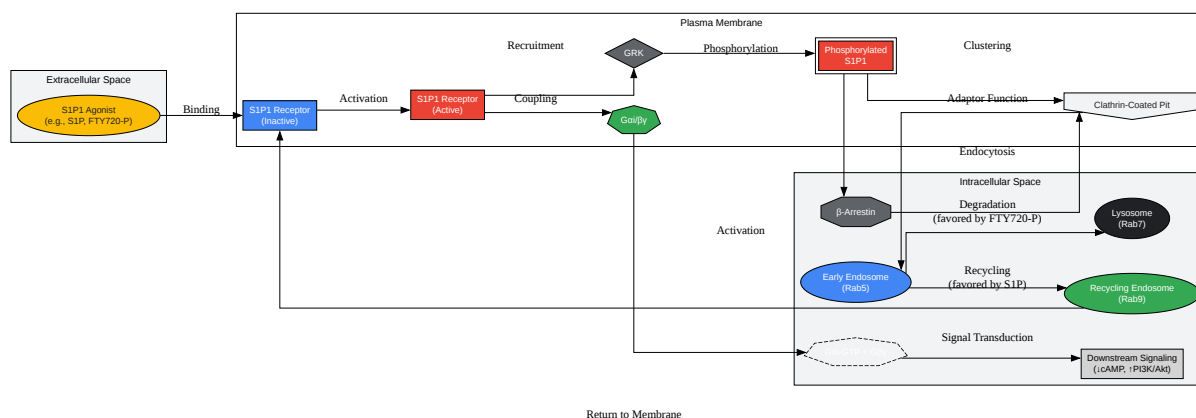 Plasma Membrane
Recruitment
GRK
Phosphorylation
Phosphorylated
S1P1
Clustering
Extracellular Space
S1P1 Agonist
(e.g., S1P, FTY720-P)
Binding
S1P1 Receptor
(Inactive)
Activation
S1P1 Receptor
(Active)
Coupling
Gαi/βγ
Adaptor Function
Clathrin-Coated Pit
Endocytosis
Intracellular Space
β-Arrestin
Degradation
(favored by FTY720-P)
Lysosome
(Rab7)
Activation
Early Endosome
(Rab5)
Recycling
(favored by S1P)
Recycling Endosome
(Rab9)
Signal Transduction
Downstream Signaling
(↓cAMP, ↑PI3K/Akt)
Return to Membrane